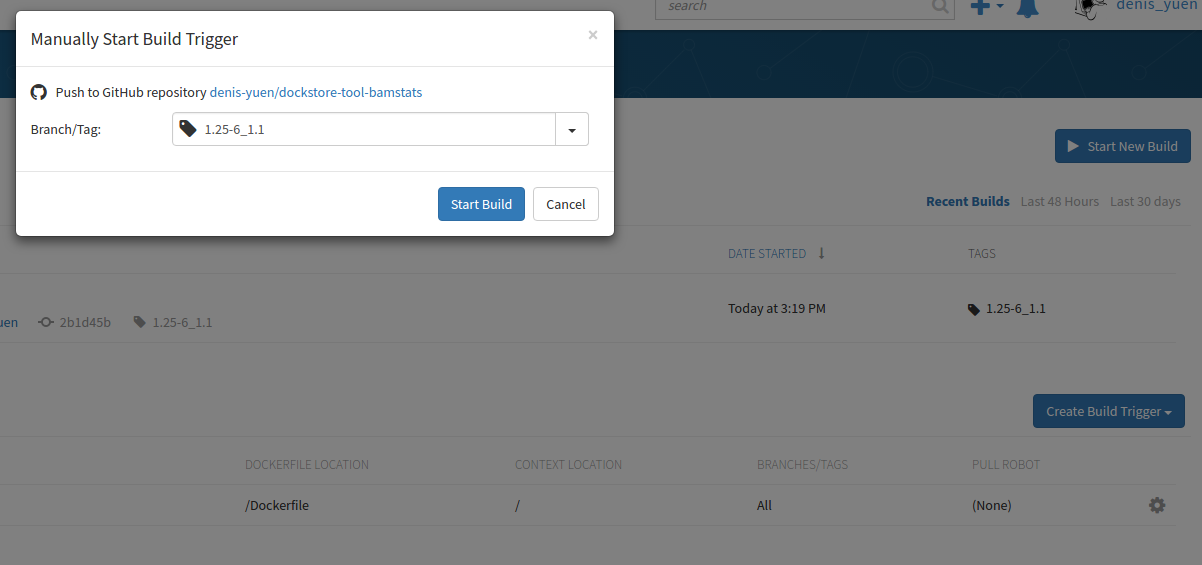 search
denis_yuen
Manually Start Build Trigger
×
Push to GitHub repository denis-yuen/dockstore-tool-bamstats
Branch/Tag: 1.25-6_1.1
Start New Build
Start Build Cancel
Recent Builds Last 48 Hours Last 30 days
DATE STARTED TAGS
Today at 3:19 PM 1.25-6_1.1
uen 2b1d45b 1.25-6_1.1
Create Build Trigger
DOCKERFILE LOCATION CONTEXT LOCATION BRANCHES/TAGS PULL ROBOT
/Dockerfile / All (None)